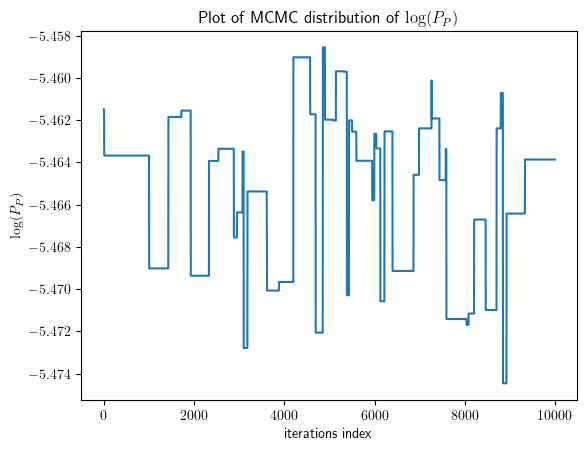 Plot of MCMC distribution of log(P_P)
log(P_P)
−5.458
−5.460
−5.462
−5.464
−5.466
−5.468
−5.470
−5.472
−5.474
0 2000 4000 6000 8000 10000
iterations index